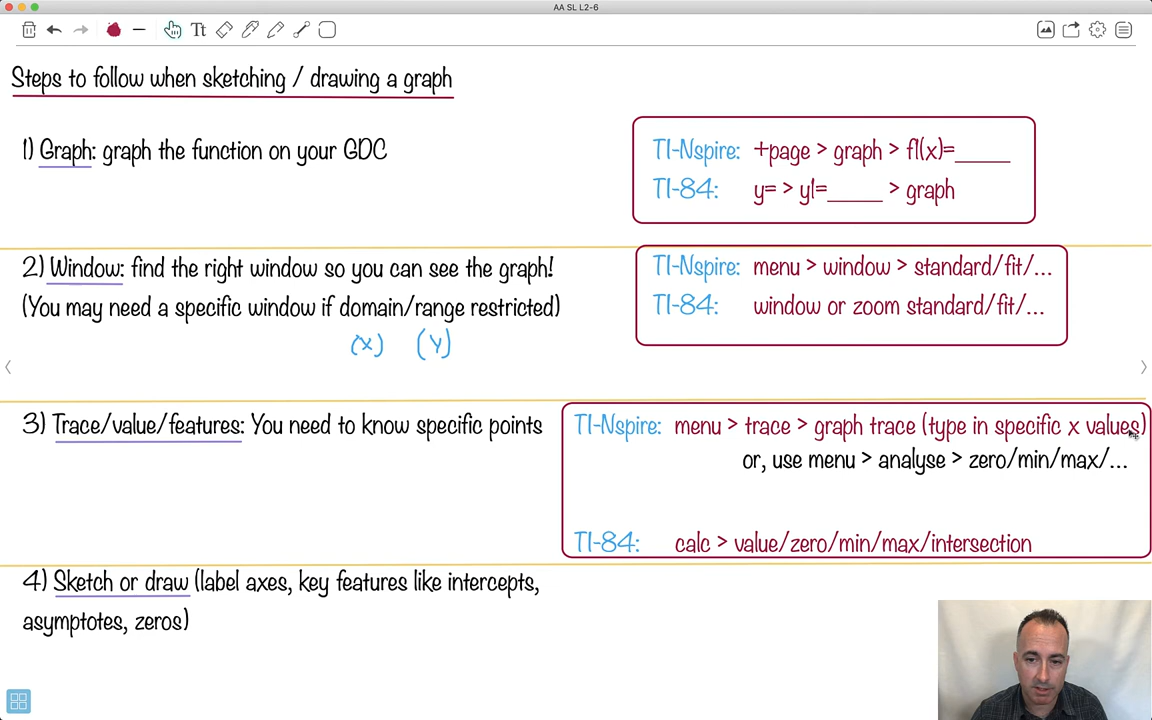 AA SL L2-6
Tt
Steps to follow when sketching / drawing a graph
1) Graph: graph the function on your GDC
TI-Nspire: +page > graph > f1(x)=_____
TI-84: y= > y1=_____ > graph
2) Window: find the right window so you can see the graph!
(You may need a specific window if domain/range restricted)
(x) (y)
TI-Nspire: menu > window > standard/fit/...
TI-84: window or zoom standard/fit/...
3) Trace/value/features: You need to know specific points
TI-Nspire: menu > trace > graph trace (type in specific x values)
or, use menu > analyse > zero/min/max/...
TI-84: calc > value/zero/min/max/intersection
4) Sketch or draw (label axes, key features like intercepts,
asymptotes, zeros)